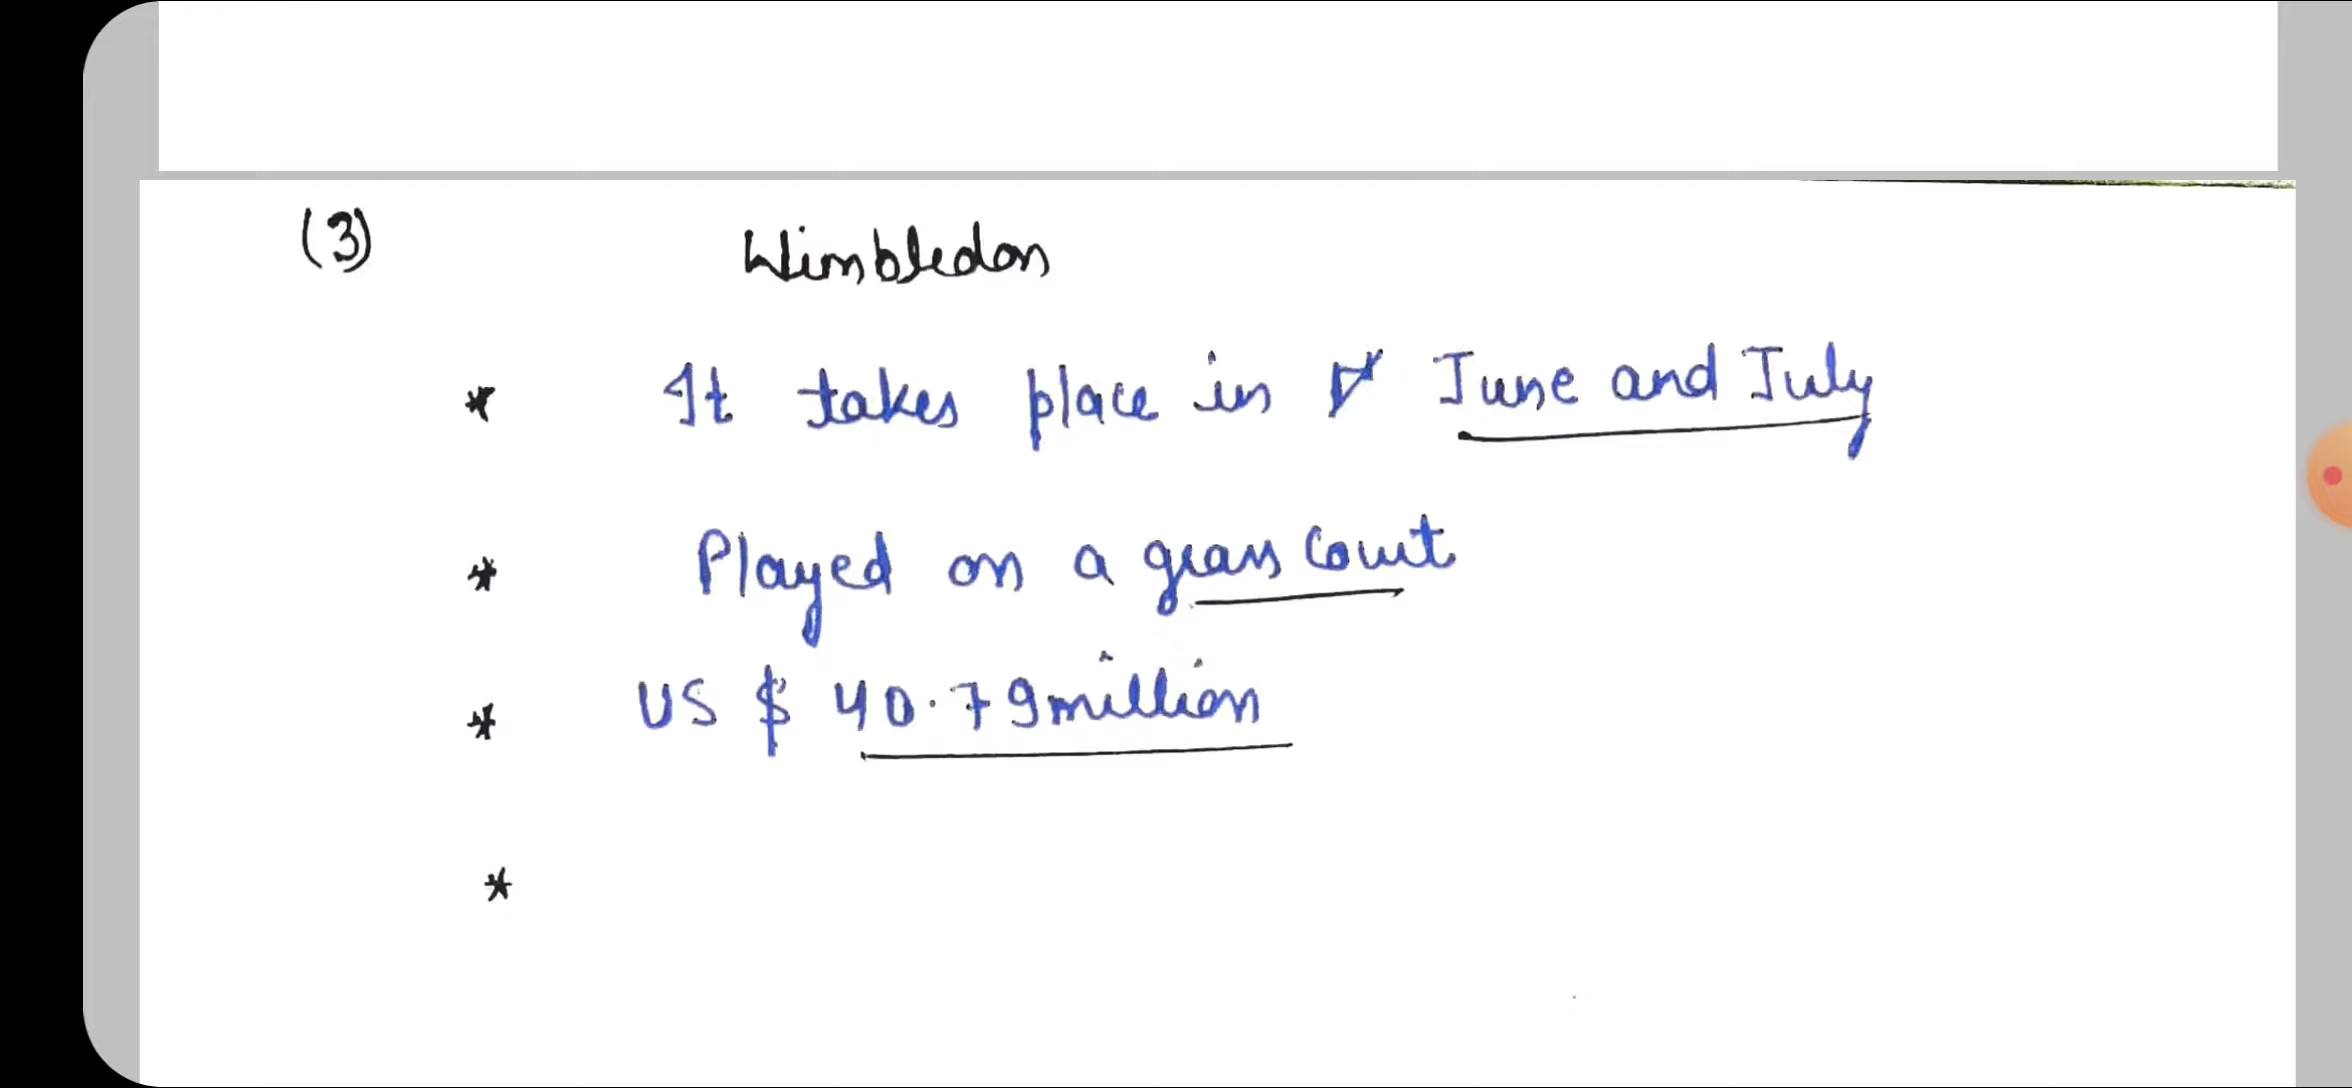 (3) Wimbledon
* It takes place in June and July
* Played on a grass Court
* US $ 40.79 million
*